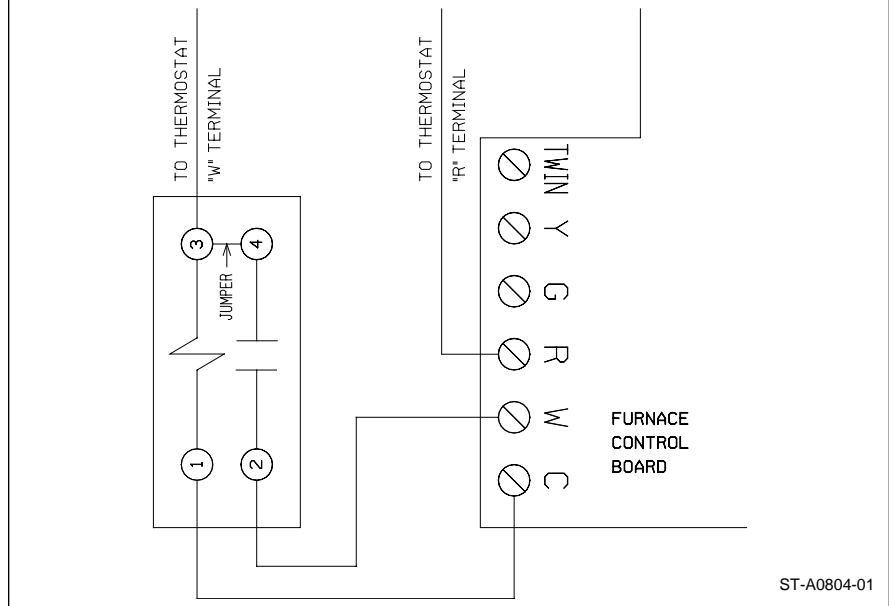 TO THERMOSTAT
"W" TERMINAL
TO THERMOSTAT
"R" TERMINAL
3
4
JUMPER
1
2
TWIN
Y
G
R
W
C
FURNACE
CONTROL
BOARD
ST-A0804-01